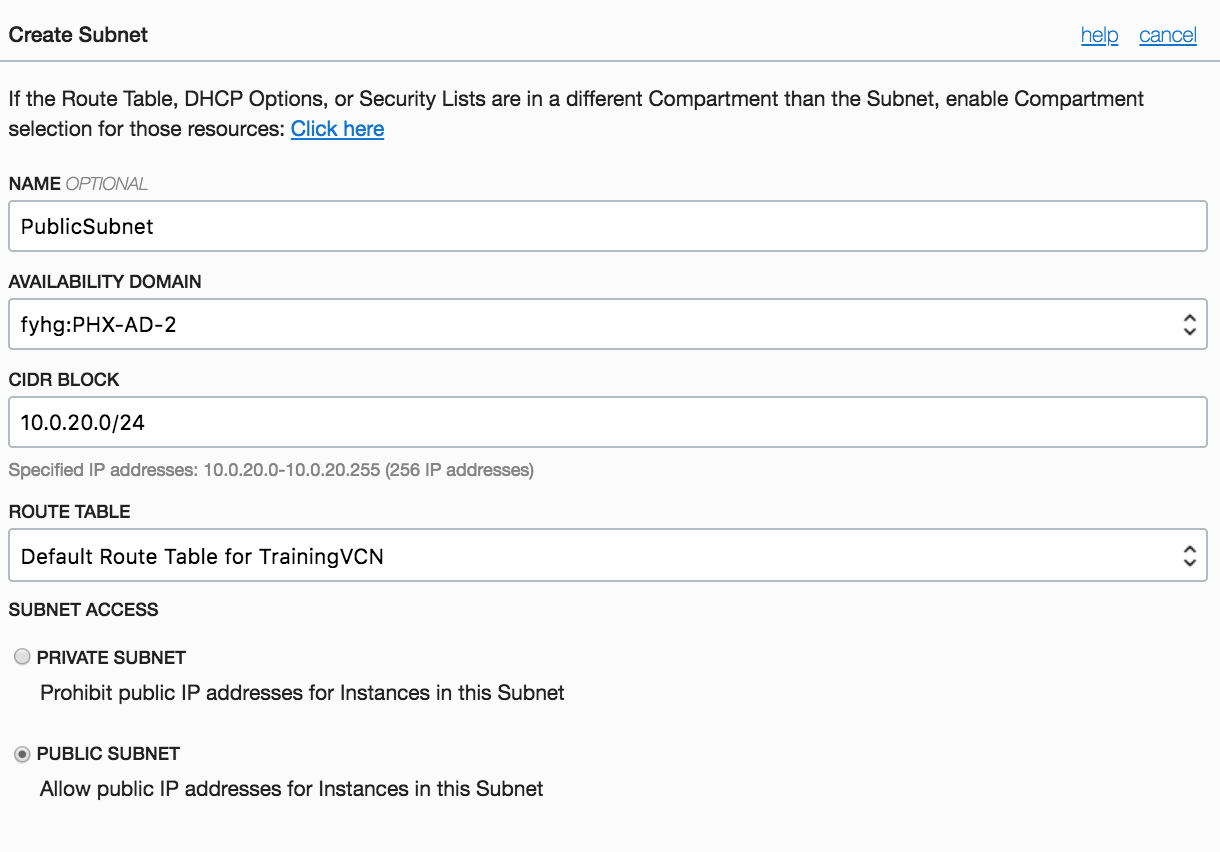 Create Subnet
help cancel
If the Route Table, DHCP Options, or Security Lists are in a different Compartment than the Subnet, enable Compartment
selection for those resources: Click here
NAME OPTIONAL
PublicSubnet
AVAILABILITY DOMAIN
fyhg:PHX-AD-2
CIDR BLOCK
10.0.20.0/24
Specified IP addresses: 10.0.20.0-10.0.20.255 (256 IP addresses)
ROUTE TABLE
Default Route Table for TrainingVCN
SUBNET ACCESS
PRIVATE SUBNET
Prohibit public IP addresses for Instances in this Subnet
PUBLIC SUBNET
Allow public IP addresses for Instances in this Subnet